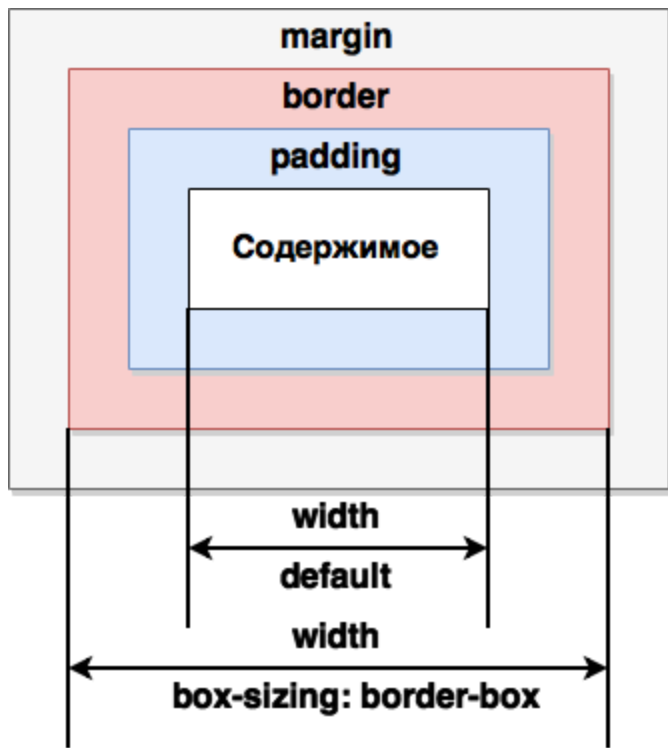 margin
border
padding
Содержимое
width
default
width
box-sizing: border-box